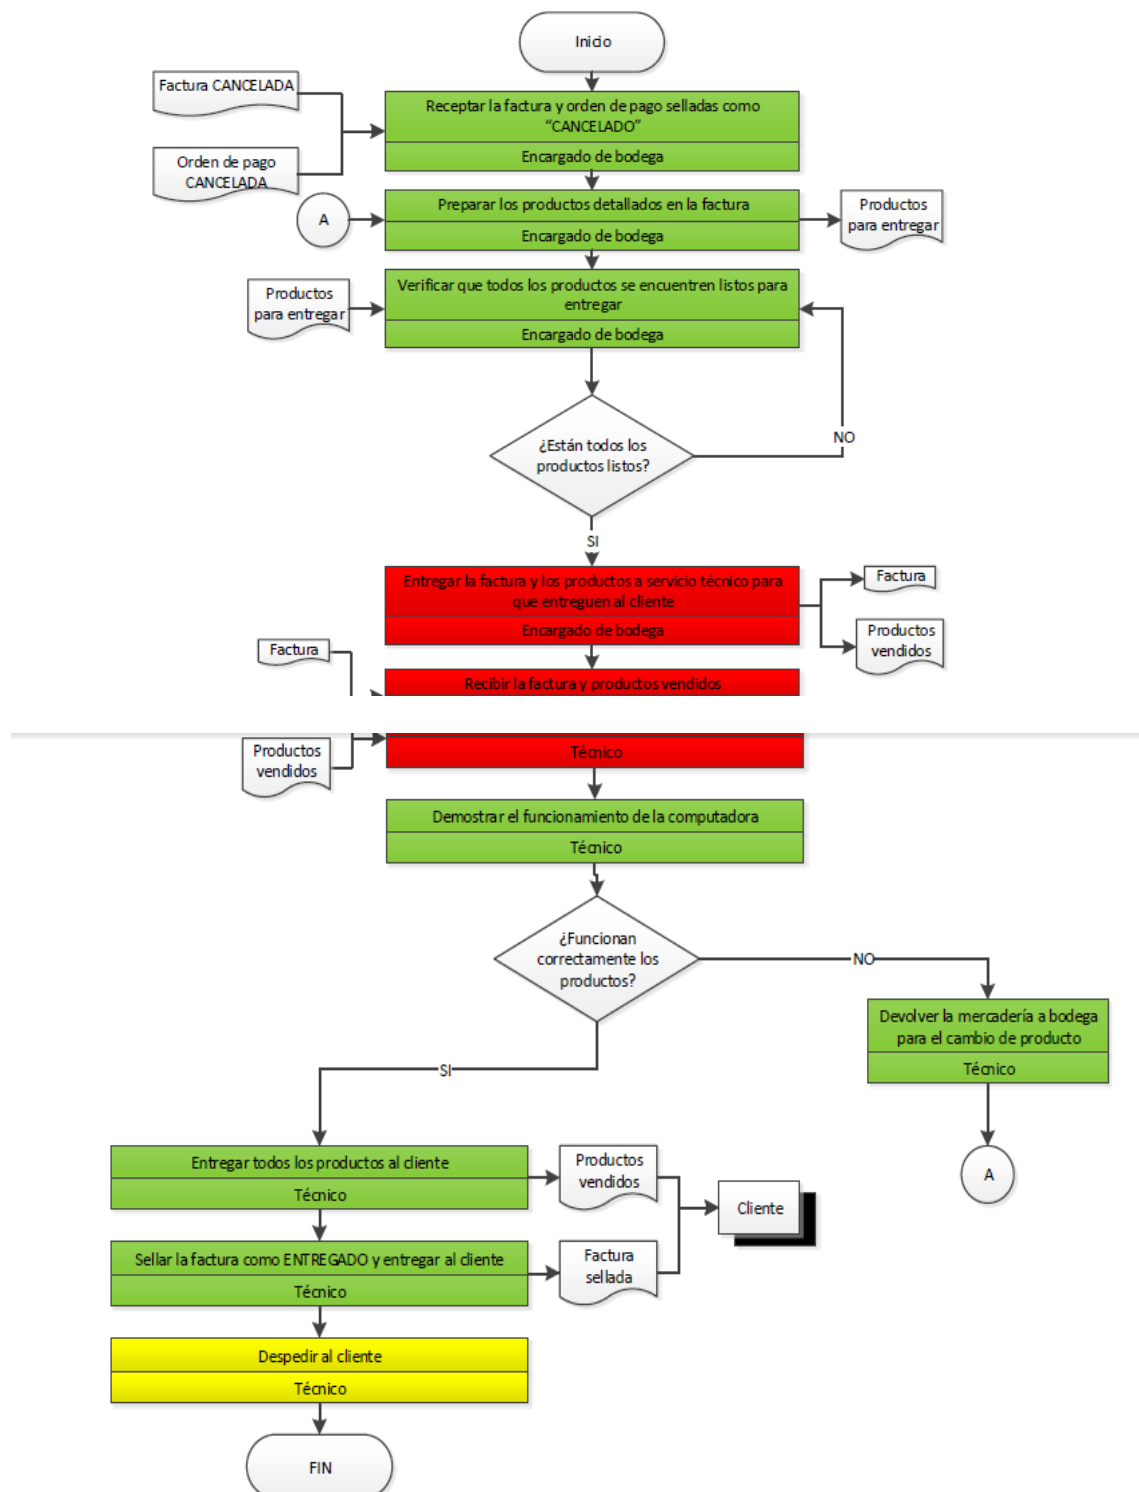 Inicio
Factura CANCELADA
Receptar la factura y orden de pago selladas como
“CANCELADO”
Encargado de bodega
Orden de pago
CANCELADA
A
Preparar los productos detallados en la factura
Encargado de bodega
Productos
para entregar
Productos
para entregar
Verificar que todos los productos se encuentren listos para
entregar
Encargado de bodega
¿Están todos los
productos listos?
NO
SI
Entregar la factura y los productos a servicio técnico para
que entreguen al cliente
Encargado de bodega
Factura
Productos
vendidos
Factura
Recibir la factura y productos vendidos
Productos
vendidos
Técnico
Demostrar el funcionamiento de la computadora
Técnico
¿Funcionan
correctamente los
productos?
NO
Devolver la mercadería a bodega
para el cambio de producto
Técnico
SI
A
Entregar todos los productos al cliente
Técnico
Productos
vendidos
Cliente
Sellar la factura como ENTREGADO y entregar al cliente
Técnico
Factura
sellada
Despedir al cliente
Técnico
FIN